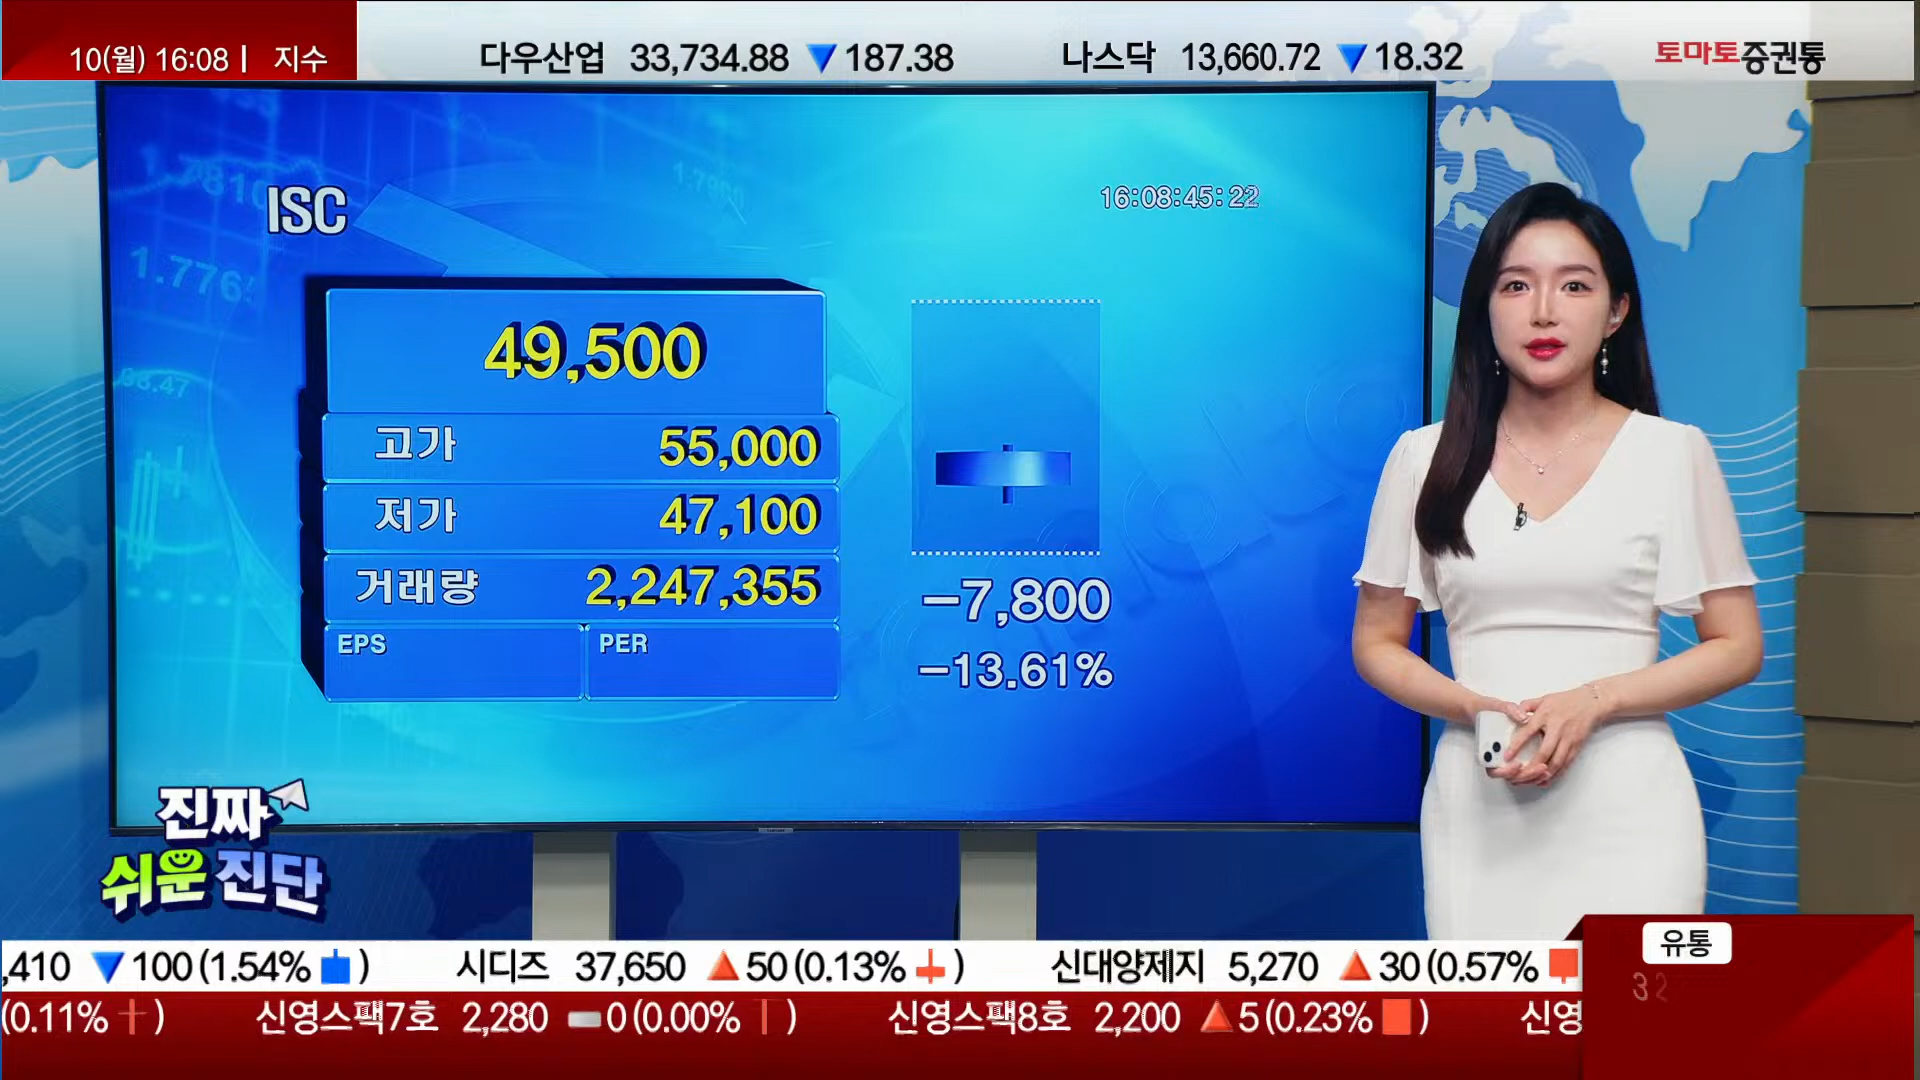 10(월) 16:08 | 지수
다우산업 33,734.88 ▼187.38 나스닥 13,660.72 ▼18.32
토마토증권통
ISC
16:08:45:22
49,500
고가 55,000
저가 47,100
거래량 2,247,355
EPS PER
-7,800
-13.61%
진짜
쉬운 진단
,410 ▼100(1.54% ) 시디즈 37,650 ▲50(0.13% ) 신대양제지 5,270 ▲30(0.57%
유통
32
(0.11% ) 신영스팩7호 2,280 0(0.00% ) 신영스팩8호 2,200 ▲5(0.23% ) 신영